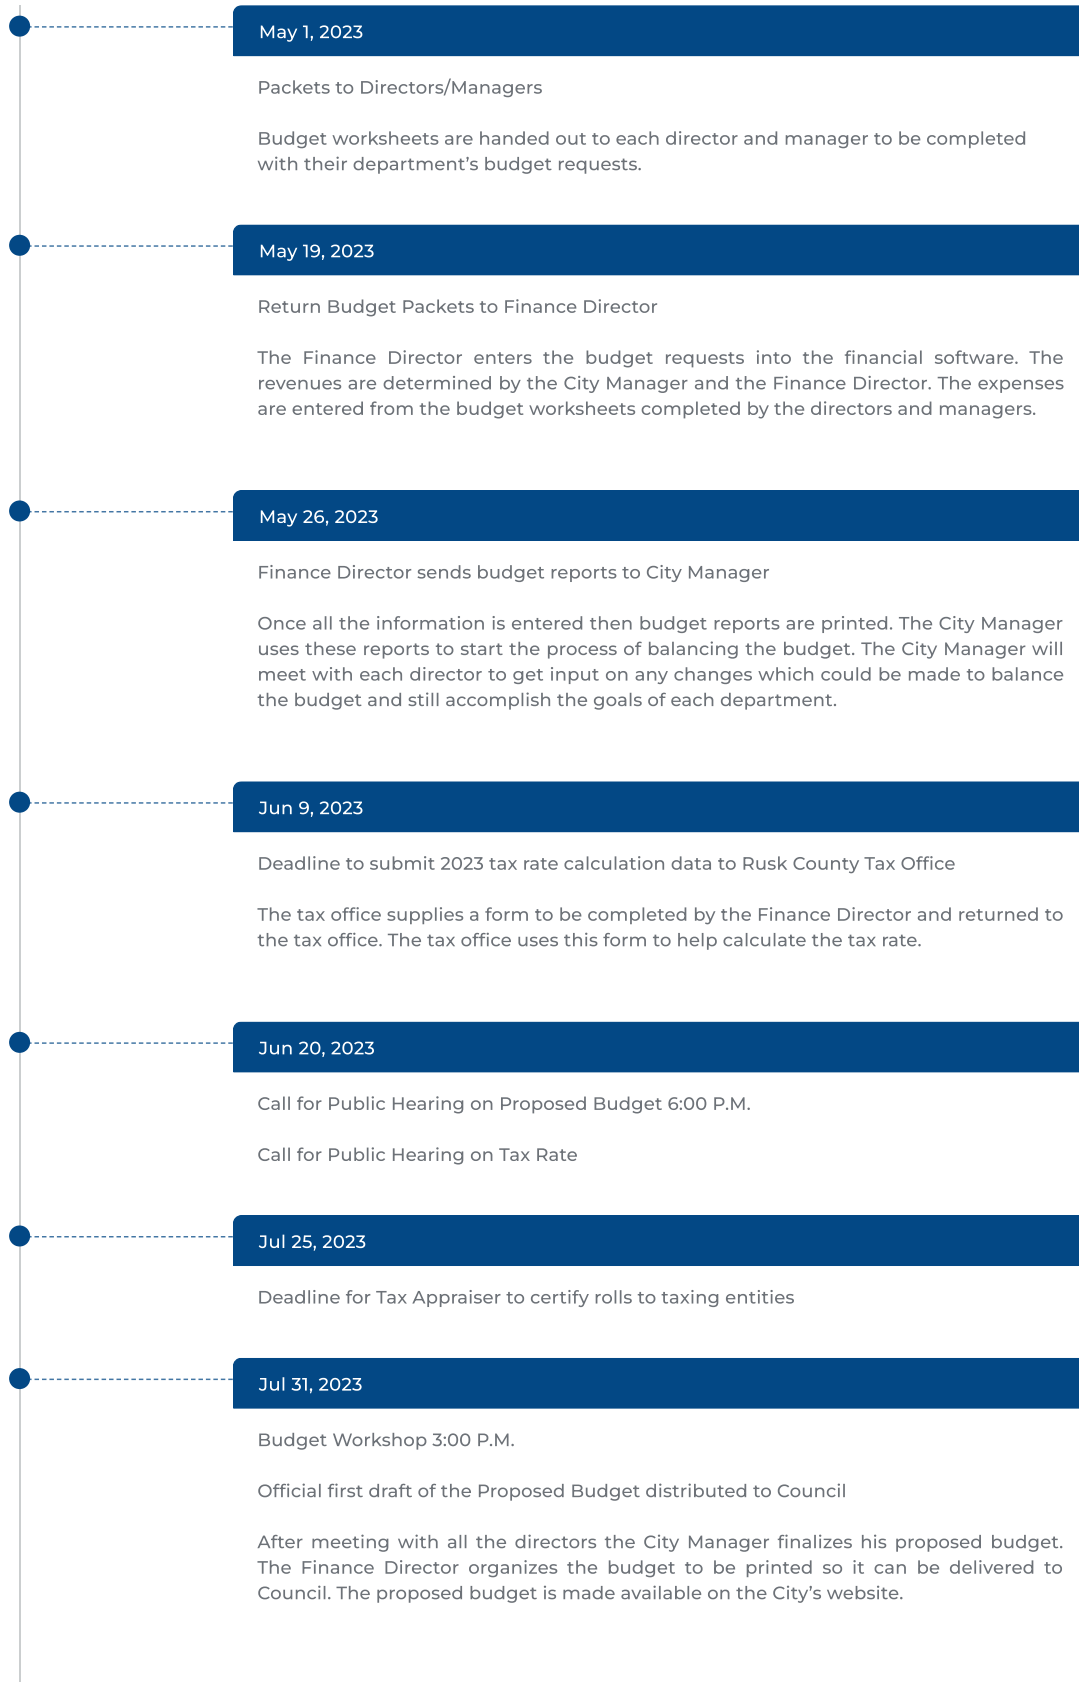 May 1, 2023
Packets to Directors/Managers
Budget worksheets are handed out to each director and manager to be completed
with their department’s budget requests.
May 19, 2023
Return Budget Packets to Finance Director
The Finance Director enters the budget requests into the financial software. The
revenues are determined by the City Manager and the Finance Director. The expenses
are entered from the budget worksheets completed by the directors and managers.
May 26, 2023
Finance Director sends budget reports to City Manager
Once all the information is entered then budget reports are printed. The City Manager
uses these reports to start the process of balancing the budget. The City Manager will
meet with each director to get input on any changes which could be made to balance
the budget and still accomplish the goals of each department.
Jun 9, 2023
Deadline to submit 2023 tax rate calculation data to Rusk County Tax Office
The tax office supplies a form to be completed by the Finance Director and returned to
the tax office. The tax office uses this form to help calculate the tax rate.
Jun 20, 2023
Call for Public Hearing on Proposed Budget 6:00 P.M.
Call for Public Hearing on Tax Rate
Jul 25, 2023
Deadline for Tax Appraiser to certify rolls to taxing entities
Jul 31, 2023
Budget Workshop 3:00 P.M.
Official first draft of the Proposed Budget distributed to Council
After meeting with all the directors the City Manager finalizes his proposed budget.
The Finance Director organizes the budget to be printed so it can be delivered to
Council. The proposed budget is made available on the City’s website.